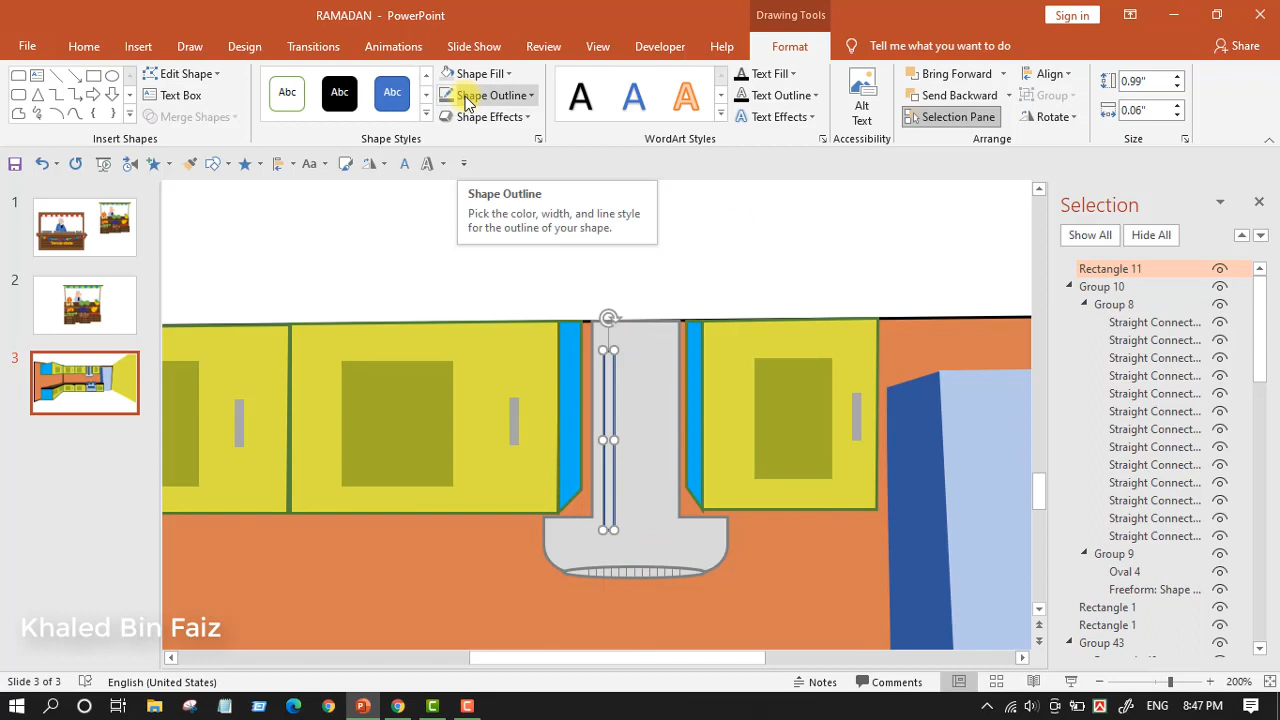 RAMADAN - PowerPoint
Drawing Tools
Sign in
File
Home
Insert
Draw
Design
Transitions
Animations
Slide Show
Review
View
Developer
Help
Format
Tell me what you want to do
Share
Edit Shape
Text Box
Merge Shapes
Insert Shapes
Abc
Abc
Abc
Shape Fill
Shape Outline
Shape Effects
Shape Styles
A
A
A
Text Fill
Text Outline
Text Effects
WordArt Styles
Alt
Text
Accessibility
Bring Forward
Send Backward
Selection Pane
Align
Group
Rotate
Arrange
0.99"
0.06"
Size
Shape Outline
Pick the color, width, and line style
for the outline of your shape.
1
2
3
Selection
Show All
Hide All
Rectangle 11
Group 10
Group 8
Straight Connect...
Straight Connect...
Straight Connect...
Straight Connect...
Straight Connect...
Straight Connect...
Straight Connect...
Straight Connect...
Straight Connect...
Straight Connect...
Straight Connect...
Straight Connect...
Straight Connect...
Group 9
Oval 4
Freeform: Shape ...
Rectangle 1
Rectangle 1
Group 43
Khaled Bin Faiz
Slide 3 of 3
English (United States)
Notes
Comments
200%
8:47 PM